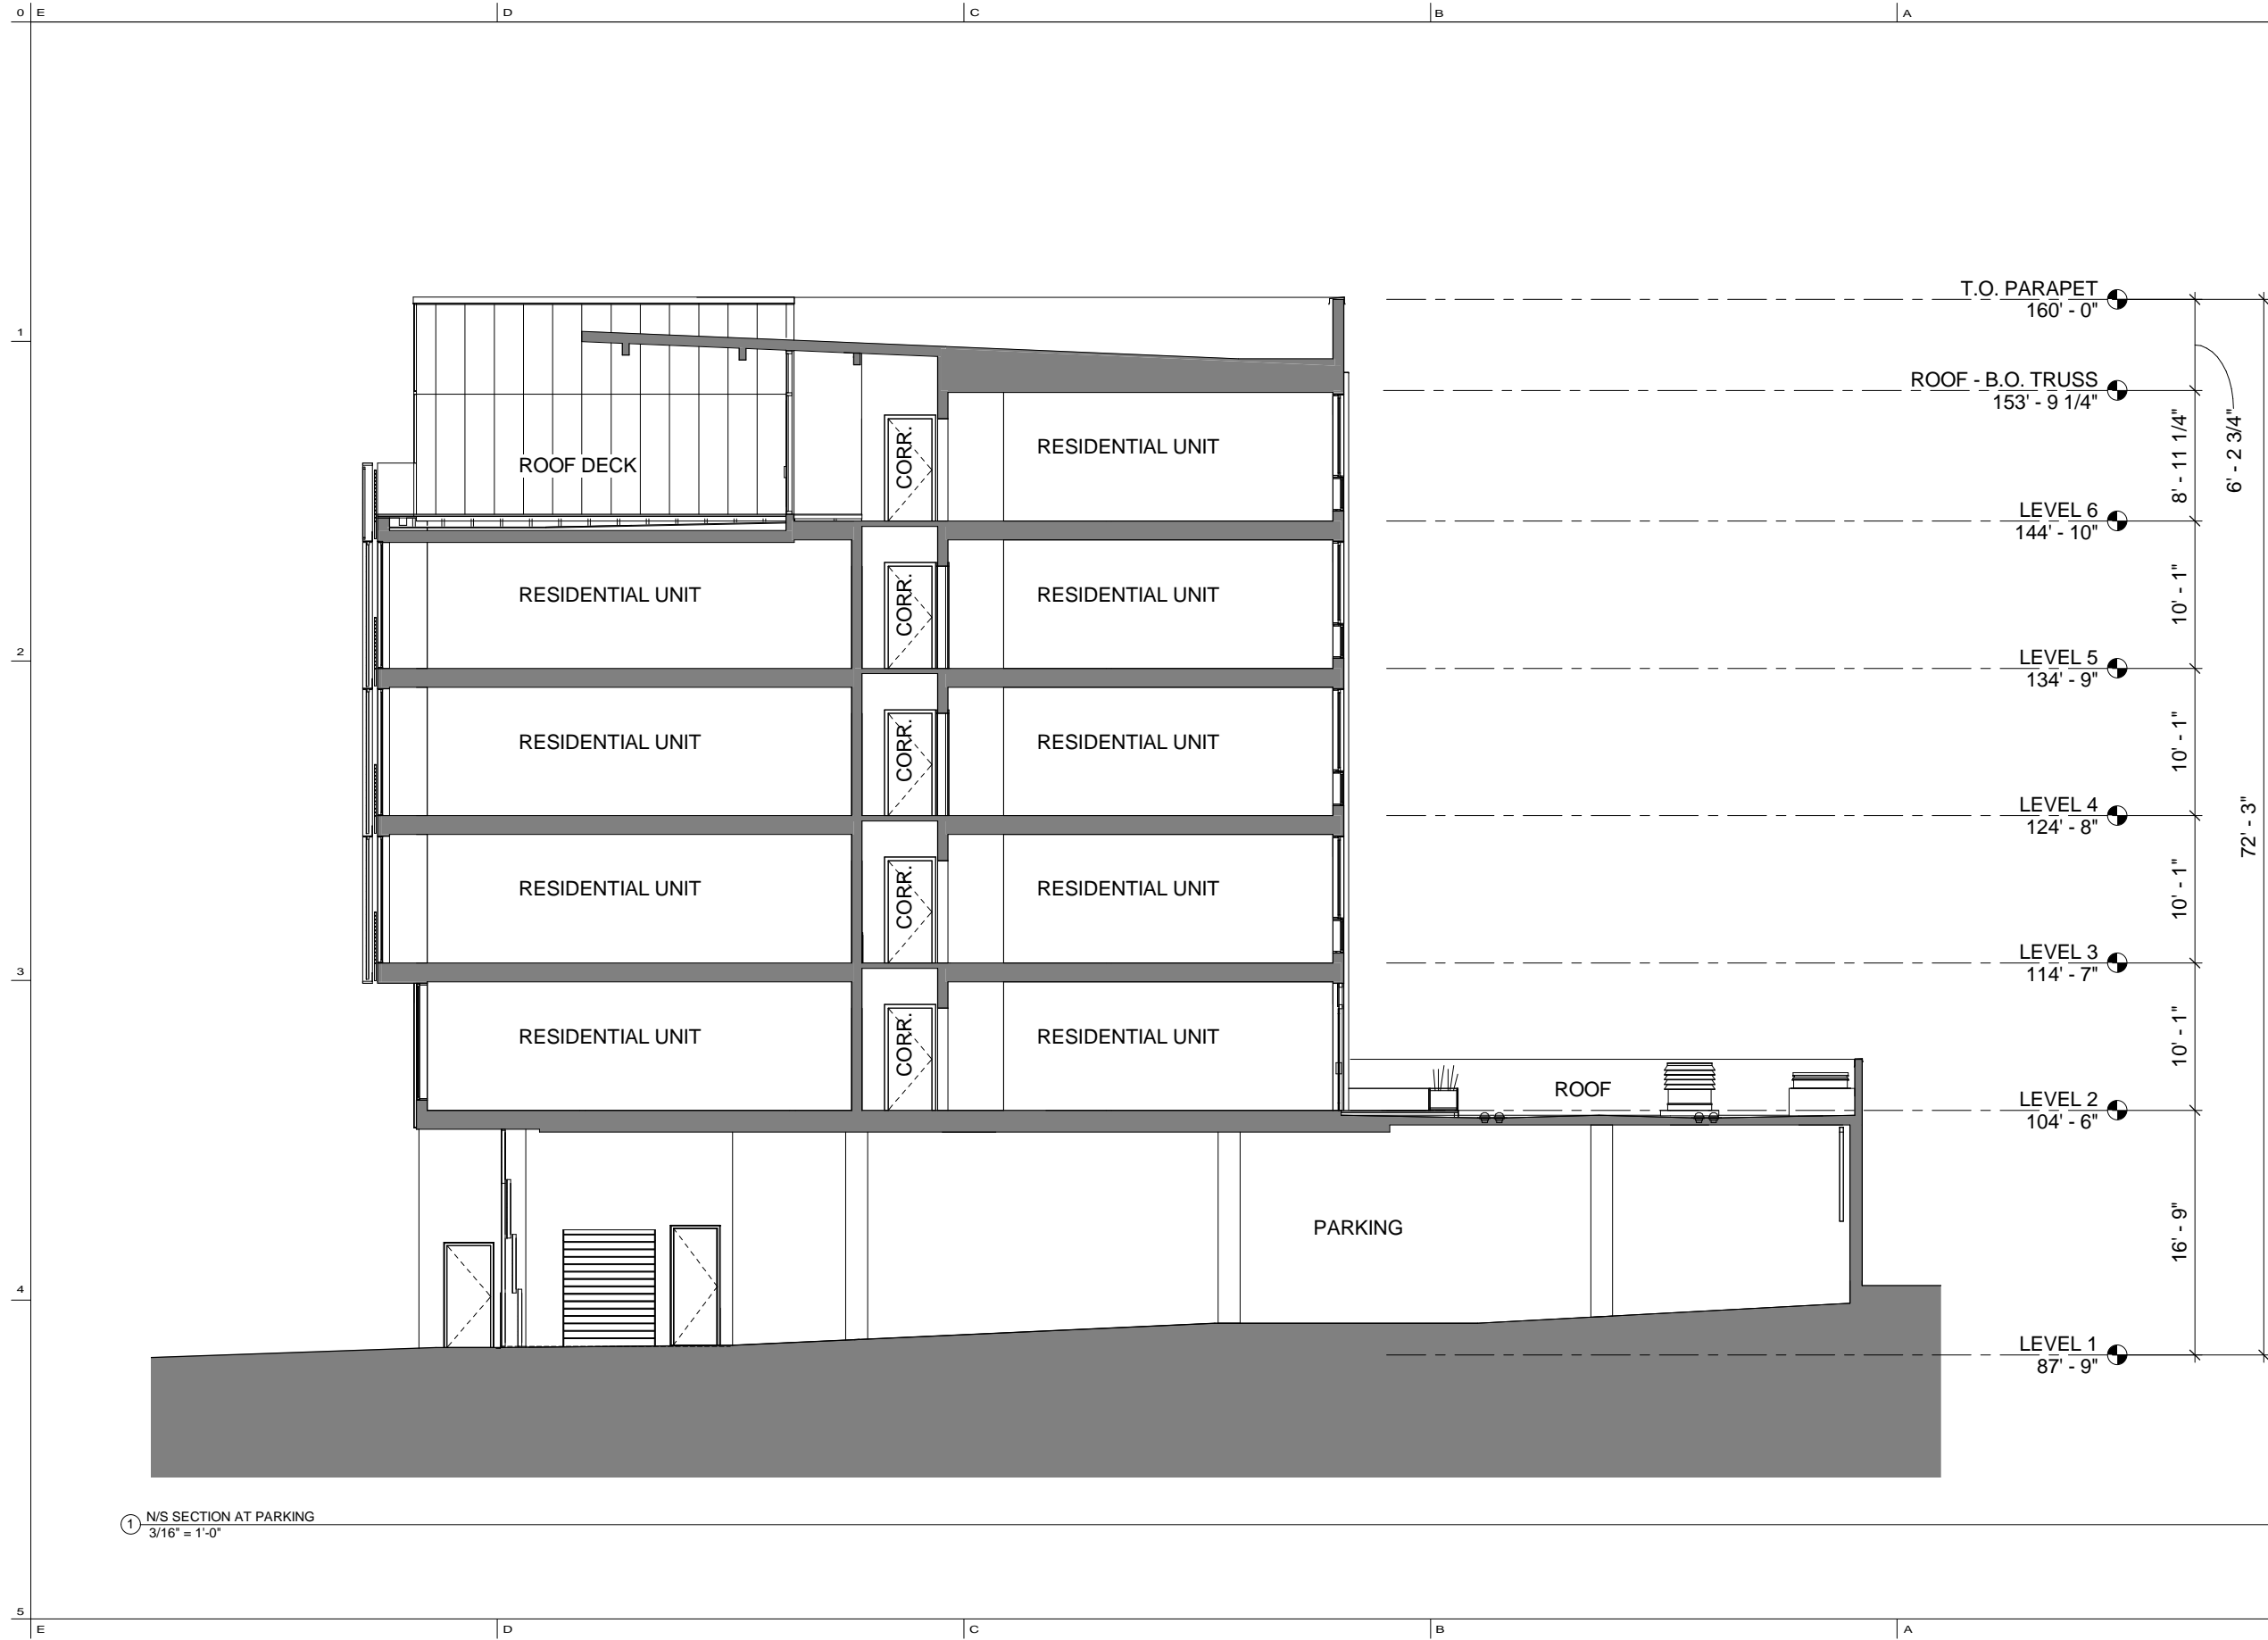 0 E D C B A
T.O. PARAPET
160' - 0"
1
ROOF - B.O. TRUSS
153' - 9 1/4"
8' - 11 1/4"
6' - 2 3/4"
ROOF DECK
CORR.
RESIDENTIAL UNIT
LEVEL 6
144' - 10"
10' - 1"
RESIDENTIAL UNIT
CORR.
RESIDENTIAL UNIT
2
LEVEL 5
134' - 9"
10' - 1"
RESIDENTIAL UNIT
CORR.
RESIDENTIAL UNIT
LEVEL 4
124' - 8"
72' - 3"
10' - 1"
RESIDENTIAL UNIT
CORR.
RESIDENTIAL UNIT
3
LEVEL 3
114' - 7"
10' - 1"
RESIDENTIAL UNIT
CORR.
RESIDENTIAL UNIT
ROOF
LEVEL 2
104' - 6"
16' - 9"
PARKING
4
LEVEL 1
87' - 9"
1 N/S SECTION AT PARKING
3/16" = 1'-0"
5
E D C B A